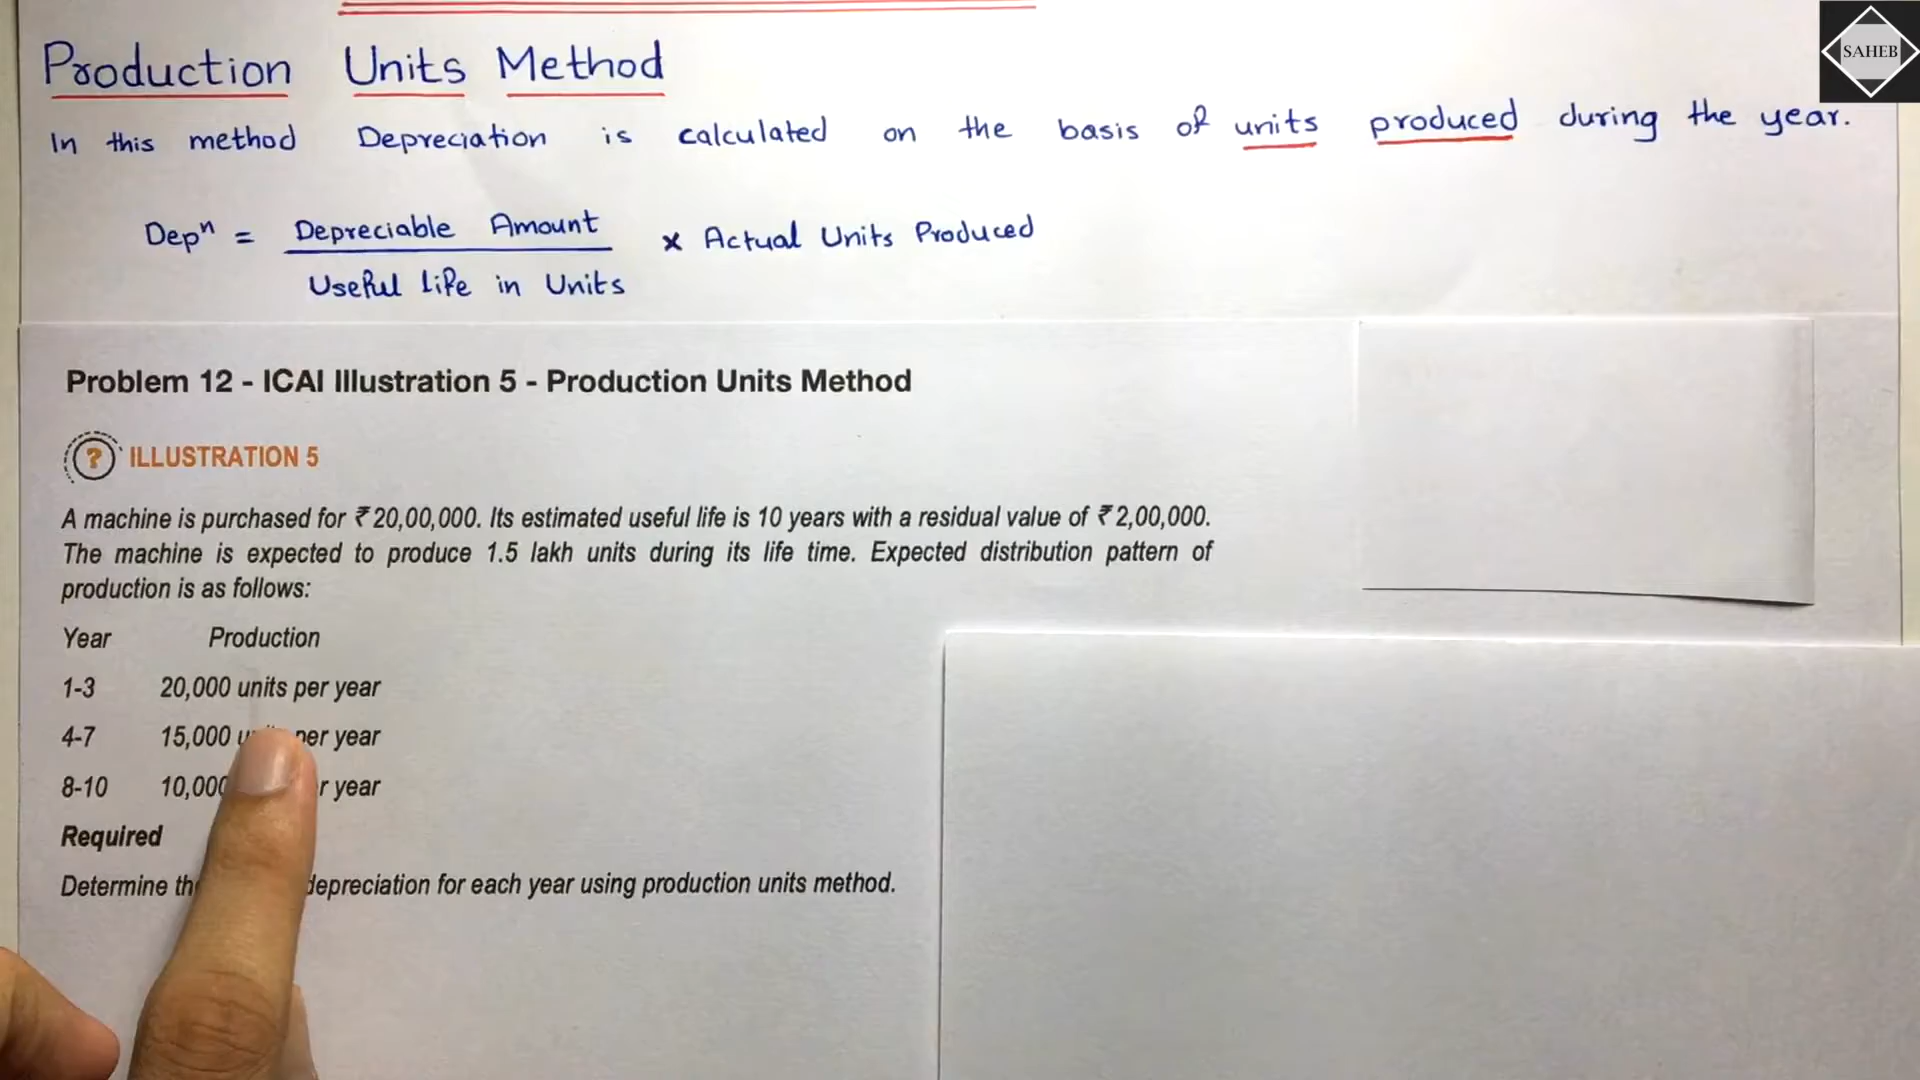 SAHEB
Production Units Method
In this method Depreciation is calculated on the basis of units produced during the year.
Depⁿ = Depreciable Amount × Actual Units Produced
Useful life in Units
Problem 12 - ICAI Illustration 5 - Production Units Method
? ILLUSTRATION 5
A machine is purchased for ₹ 20,00,000. Its estimated useful life is 10 years with a residual value of ₹ 2,00,000.
The machine is expected to produce 1.5 lakh units during its life time. Expected distribution pattern of
production is as follows:
Year Production
1-3 20,000 units per year
4-7 15,000 per year
8-10 10,000 year
Required
Determine depreciation for each year using production units method.